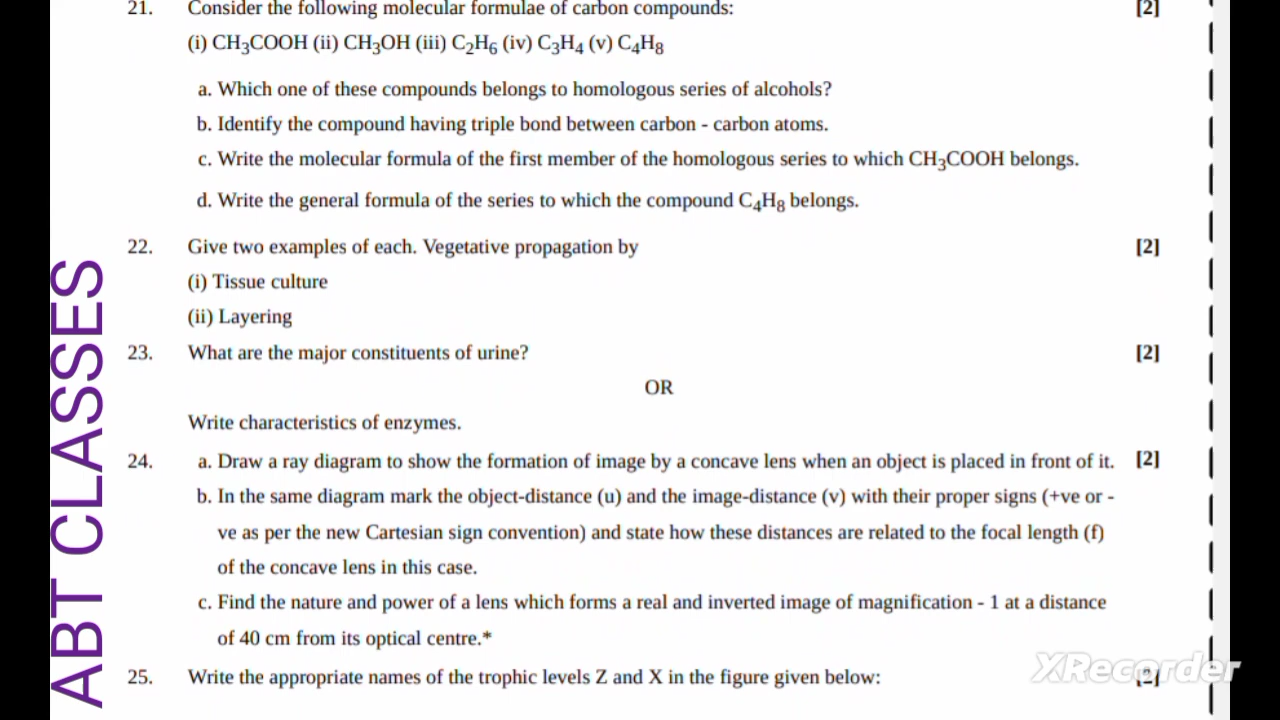 21. Consider the following molecular formulae of carbon compounds: [2]
(i) CH₃COOH (ii) CH₃OH (iii) C₂H₆ (iv) C₃H₄ (v) C₄H₈
a. Which one of these compounds belongs to homologous series of alcohols?
b. Identify the compound having triple bond between carbon - carbon atoms.
c. Write the molecular formula of the first member of the homologous series to which CH₃COOH belongs.
d. Write the general formula of the series to which the compound C₄H₈ belongs.
22. Give two examples of each. Vegetative propagation by [2]
(i) Tissue culture
(ii) Layering
23. What are the major constituents of urine? [2]
OR
Write characteristics of enzymes.
24. a. Draw a ray diagram to show the formation of image by a concave lens when an object is placed in front of it. [2]
b. In the same diagram mark the object-distance (u) and the image-distance (v) with their proper signs (+ve or -
ve as per the new Cartesian sign convention) and state how these distances are related to the focal length (f)
of the concave lens in this case.
c. Find the nature and power of a lens which forms a real and inverted image of magnification - 1 at a distance
of 40 cm from its optical centre.*
25. Write the appropriate names of the trophic levels Z and X in the figure given below: [2]
ABT CLASSES
XRecorder